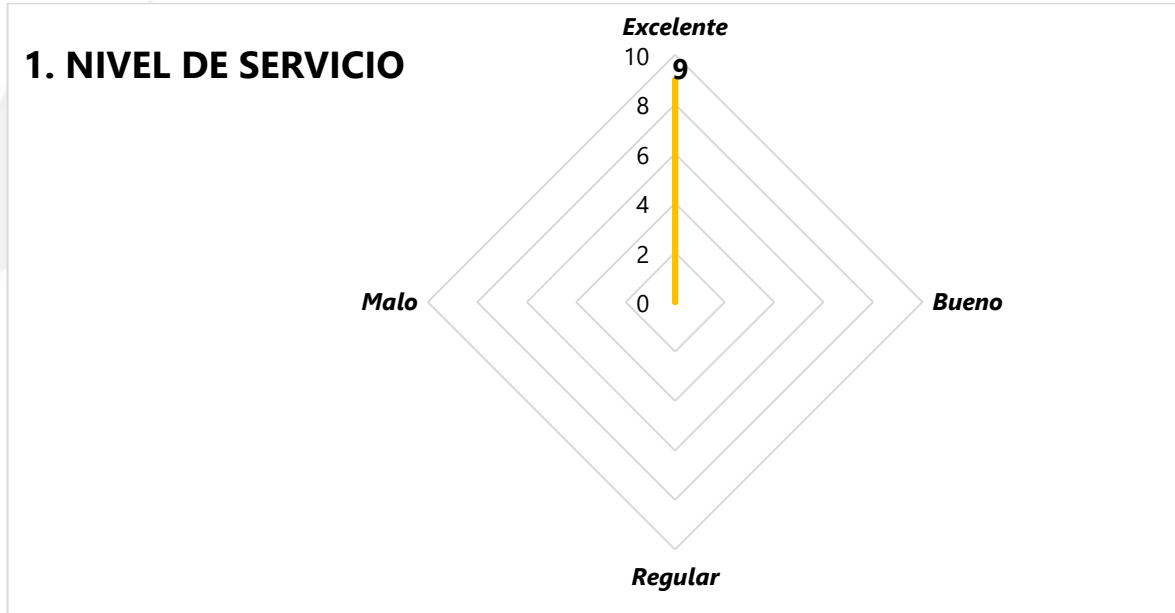 Excelente
1. NIVEL DE SERVICIO
10
9
8
6
4
2
0
Malo
Bueno
Regular